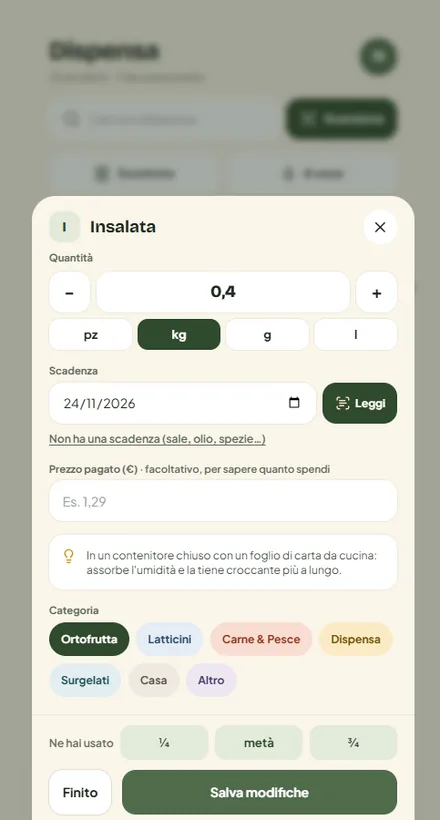 Dispensa
I
Insalata
Quantità
-
0,4
+
pz
kg
g
l
Scadenza
24/11/2026
Leggi
Non ha una scadenza (sale, olio, spezie...)
Prezzo pagato (€) · facoltativo, per sapere quanto spendi
Es. 1,29
In un contenitore chiuso con un foglio di carta da cucina:
assorbe l'umidità e la tiene croccante più a lungo.
Categoria
Ortofrutta
Latticini
Carne & Pesce
Dispensa
Surgelati
Casa
Altro
Ne hai usato
¼
metà
¾
Finito
Salva modifiche